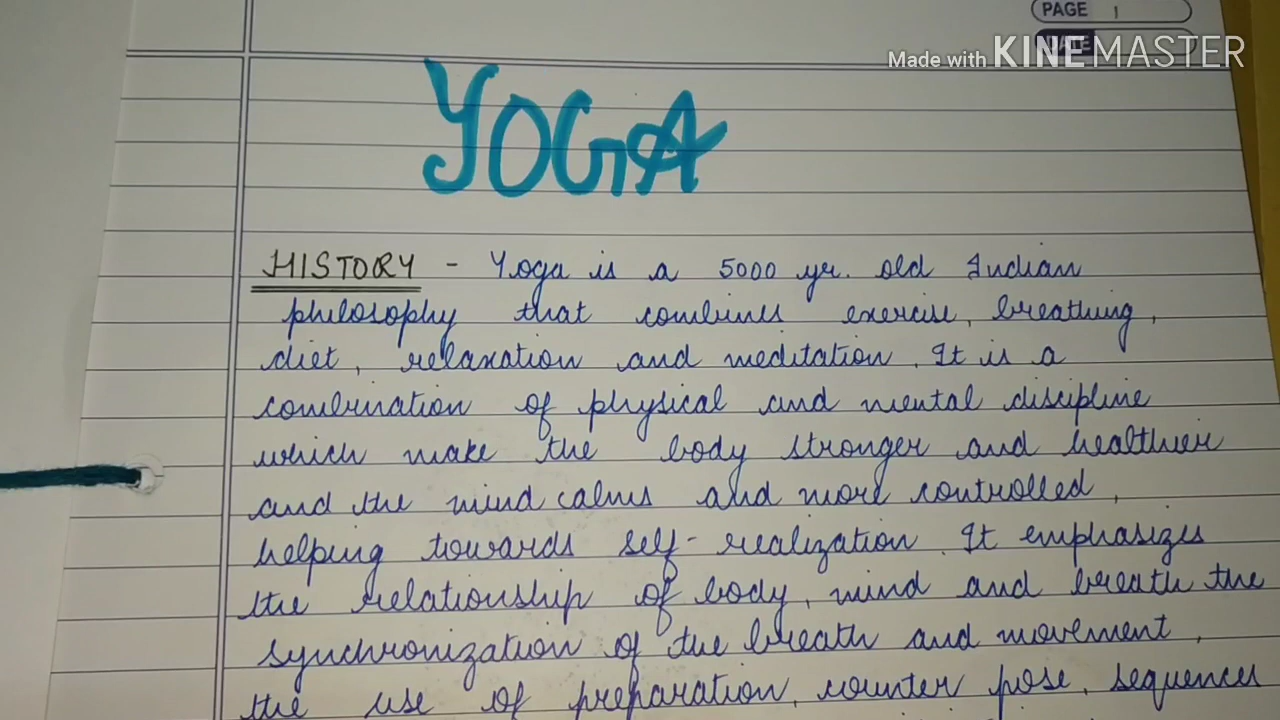 PAGE 1
DATE
Made with KINEMASTER
YOGA
HISTORY - Yoga is a 5000 yr. old Indian
philosophy that combines exercise, breathing,
diet, relaxation and meditation. It is a
combination of physical and mental discipline
which make the body stronger and healthier
and the mind calms and more controlled,
helping towards self-realization. It emphasizes
the relationship of body, mind and breath the
synchronization of the breath and movement,
the use of preparation, counter pose, sequences